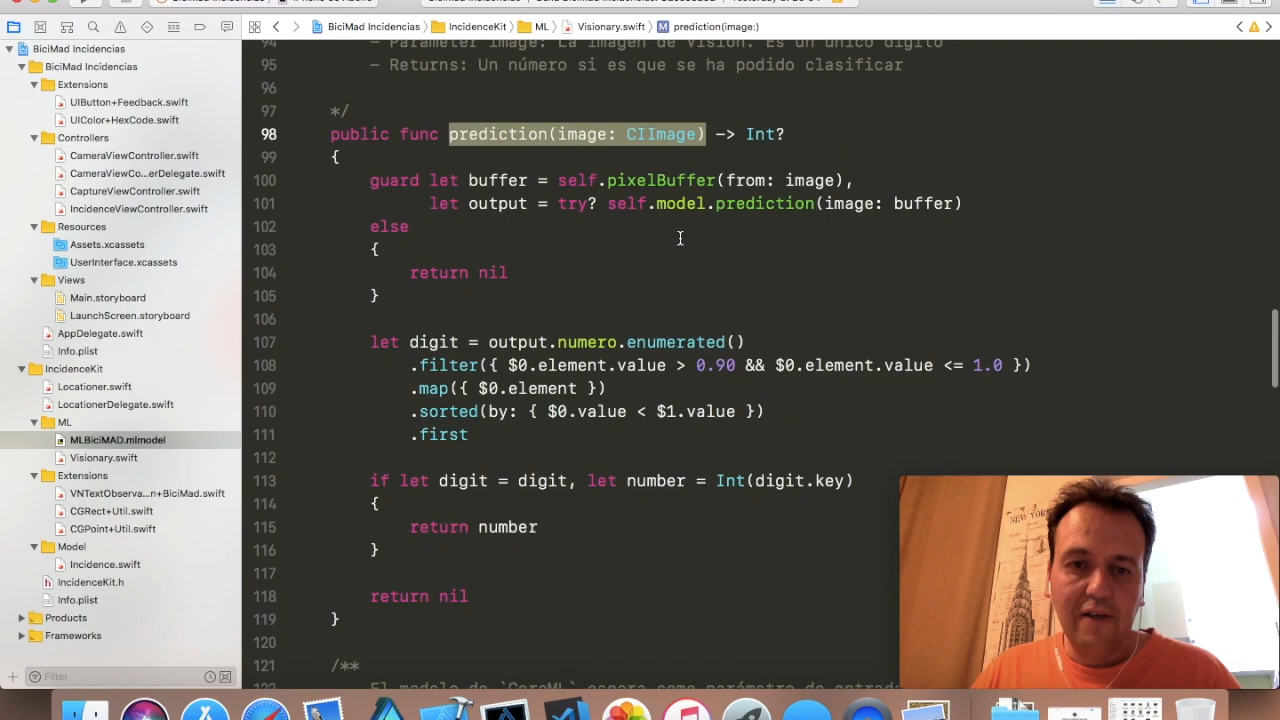 BiciMad Incidencias
IncidenceKit
ML
Visionary.swift
M
prediction(image:)
BiciMad Incidencias
BiciMad Incidencias
Extensions
UIButton+Feedback.swift
UIColor+HexCode.swift
Controllers
CameraViewController.swift
CameraViewCo...erDelegate.swift
CaptureViewController.swift
IncidenceViewController.swift
Resources
Assets.xcassets
UserInterface.xcassets
Views
Main.storyboard
LaunchScreen.storyboard
AppDelegate.swift
Info.plist
IncidenceKit
Locationer.swift
LocationerDelegate.swift
ML
MLBiciMAD.mlmodel
Visionary.swift
Extensions
VNTextObserva...n+BiciMad.swift
CGRect+Util.swift
CGPoint+Util.swift
Model
Incidence.swift
IncidenceKit.h
Info.plist
Products
Frameworks
Filter
94 - Parameter image: La imagen de Vision. Es un único dígito
95 - Returns: Un número si es que se ha podido clasificar
96
97 */
98 public func prediction(image: CIImage) -> Int?
99 {
100 guard let buffer = self.pixelBuffer(from: image),
101 let output = try? self.model.prediction(image: buffer)
102 else
103 {
104 return nil
105 }
106
107 let digit = output.numero.enumerated()
108 .filter({ $0.element.value > 0.90 && $0.element.value <= 1.0 })
109 .map({ $0.element })
110 .sorted(by: { $0.value < $1.value })
111 .first
112
113 if let digit = digit, let number = Int(digit.key)
114 {
115 return number
116 }
117
118 return nil
119 }
120
121 /**
122 El modelo de `CoreML` espera como parámetro de entrada
NEW YORK